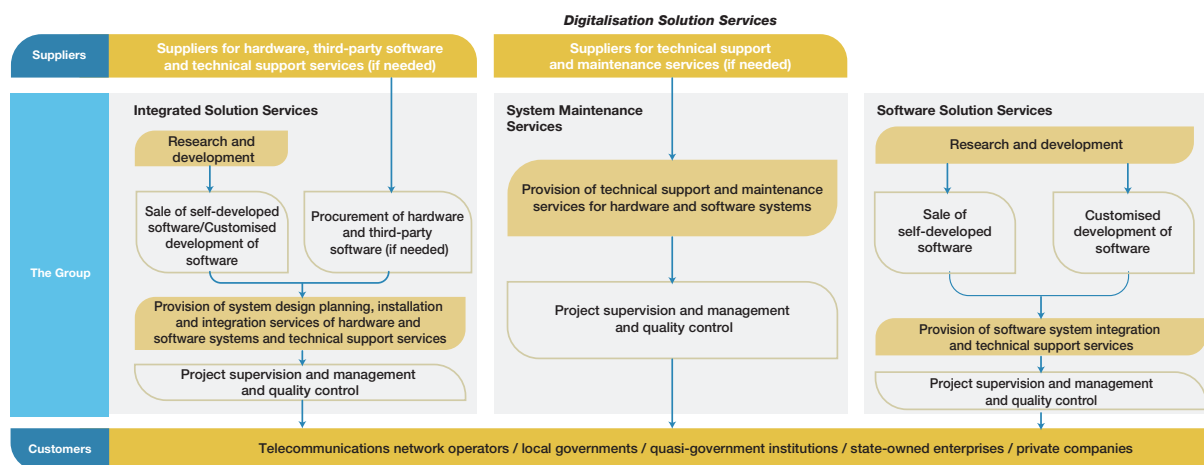 Digitalisation Solution Services
Suppliers
Suppliers for hardware, third-party software
and technical support services (if needed)
Suppliers for technical support
and maintenance services (if needed)
The Group
Integrated Solution Services
Research and
development
Sale of self-developed
software/Customised
development of
software
Procurement of hardware
and third-party
software (if needed)
Provision of system design planning, installation
and integration services of hardware and
software systems and technical support services
Project supervision and management
and quality control
System Maintenance
Services
Provision of technical support and maintenance
services for hardware and software systems
Project supervision and management
and quality control
Software Solution Services
Research and development
Sale of
self-developed
software
Customised
development of
software
Provision of software system integration
and technical support services
Project supervision and management
and quality control
Customers
Telecommunications network operators / local governments / quasi-government institutions / state-owned enterprises / private companies